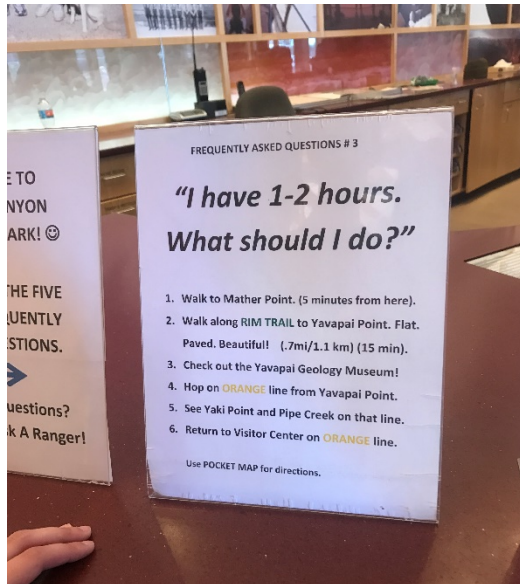 E TO
NYON
ARK! ☺
THE FIVE
UENTLY
STIONS.
uestions?
k A Ranger!
FREQUENTLY ASKED QUESTIONS # 3
“I have 1-2 hours.
What should I do?”
1. Walk to Mather Point. (5 minutes from here).
2. Walk along RIM TRAIL to Yavapai Point. Flat.
Paved. Beautiful! (.7mi/1.1 km) (15 min).
3. Check out the Yavapai Geology Museum!
4. Hop on ORANGE line from Yavapai Point.
5. See Yaki Point and Pipe Creek on that line.
6. Return to Visitor Center on ORANGE line.
Use POCKET MAP for directions.